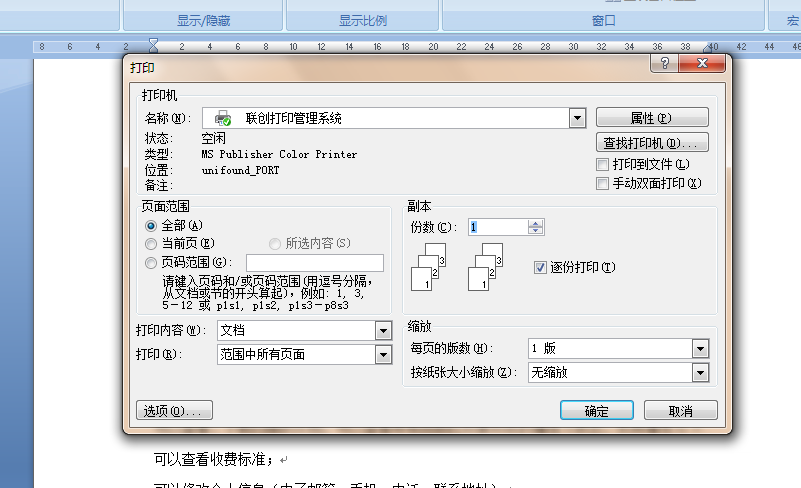 显示/隐藏 显示比例 窗口 宏
8 6 4 2 2 4 6 8 10 12 14 16 18 20 22 24 26 28 30 32 34 36 38 40 42 44 46
打印
打印机
名称(N): 联创打印管理系统 属性(P)
状态: 空闲 查找打印机(D)...
类型: MS Publisher Color Printer 打印到文件(L)
位置: unifound_PORT
备注: 手动双面打印(X)
页面范围 副本
全部(A) 份数(C): 1
当前页(E) 所选内容(S)
页码范围(G): 逐份打印(T)
1 2 3 1 2 3
请键入页码和/或页码范围(用逗号分隔，
从文档或节的开头算起)，例如: 1, 3,
5-12 或 p1s1, p1s2, p1s3-p8s3
打印内容(W): 文档 缩放
打印(R): 范围中所有页面 每页的版数(H): 1 版
按纸张大小缩放(Z): 无缩放
选项(O)... 确定 取消
可以查看收费标准；